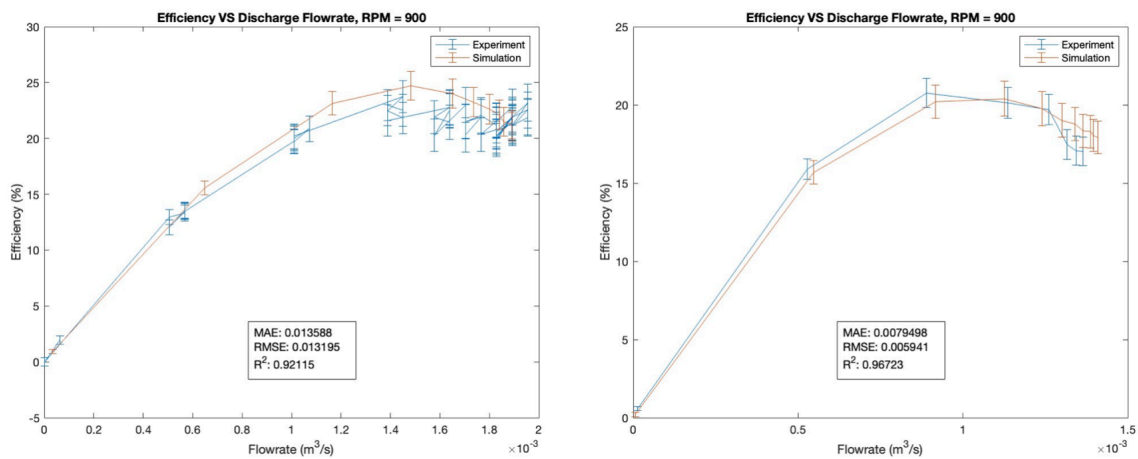 Efficiency VS Discharge Flowrate, RPM = 900
30
25
20
15
10
5
0
-5
Efficiency (%)
Experiment
Simulation
MAE: 0.013588
RMSE: 0.013195
R²: 0.92115
0 0.2 0.4 0.6 0.8 1 1.2 1.4 1.6 1.8 2
Flowrate (m³/s)
×10⁻³
Efficiency VS Discharge Flowrate, RPM = 900
25
20
15
10
5
0
Efficiency (%)
Experiment
Simulation
MAE: 0.0079498
RMSE: 0.005941
R²: 0.96723
0 0.5 1 1.5
Flowrate (m³/s)
×10⁻³